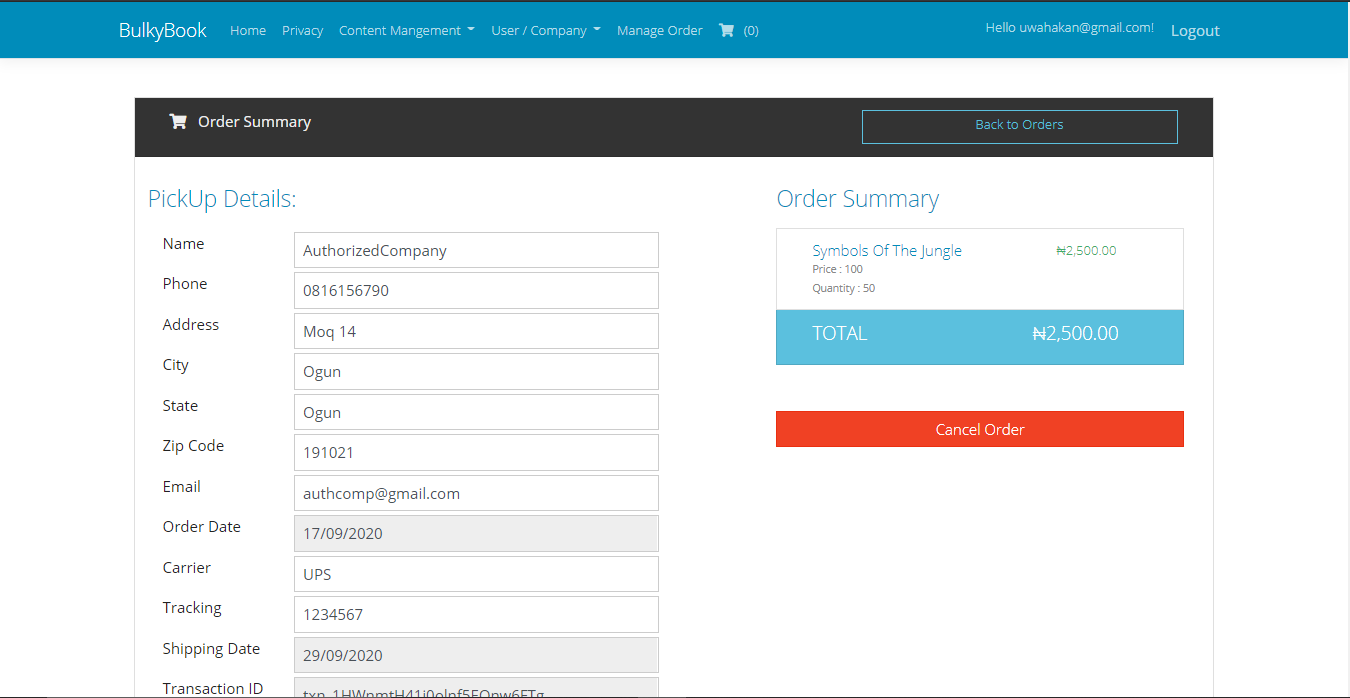 BulkyBook Home Privacy Content Mangement User / Company Manage Order (0) Hello uwahakan@gmail.com! Logout
Order Summary Back to Orders
PickUp Details:
Name AuthorizedCompany
Phone 0816156790
Address Moq 14
City Ogun
State Ogun
Zip Code 191021
Email authcomp@gmail.com
Order Date 17/09/2020
Carrier UPS
Tracking 1234567
Shipping Date 29/09/2020
Transaction ID
Order Summary
Symbols Of The Jungle ₦2,500.00
Price : 100
Quantity : 50
TOTAL ₦2,500.00
Cancel Order